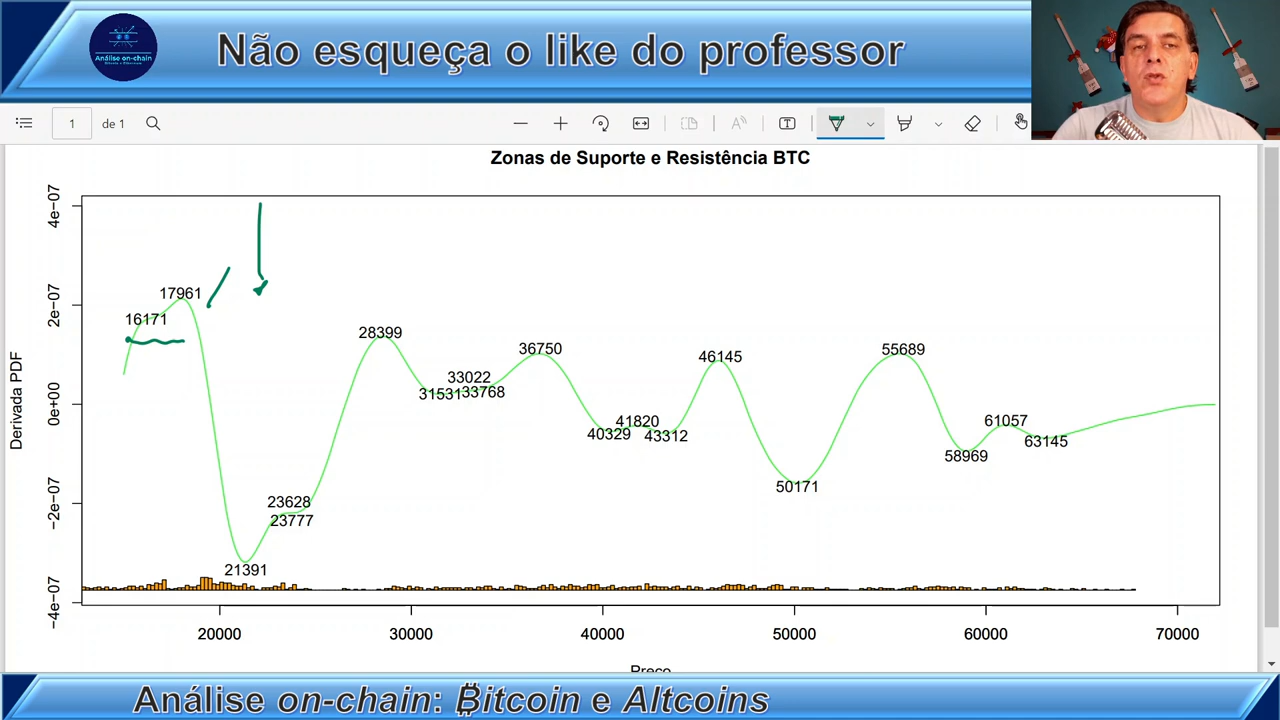 Não esqueça o like do professor
Análise on-chain
1 de 1
Zonas de Suporte e Resistência BTC
Derivada PDF
4e−07
2e−07
0e+00
−2e−07
−4e−07
17961
16171
28399
36750
33022
31531
33768
46145
55689
41820
40329
43312
61057
63145
58969
50171
23628
23777
21391
20000 30000 40000 50000 60000 70000
Preço
Análise on-chain: ₿itcoin e Altcoins